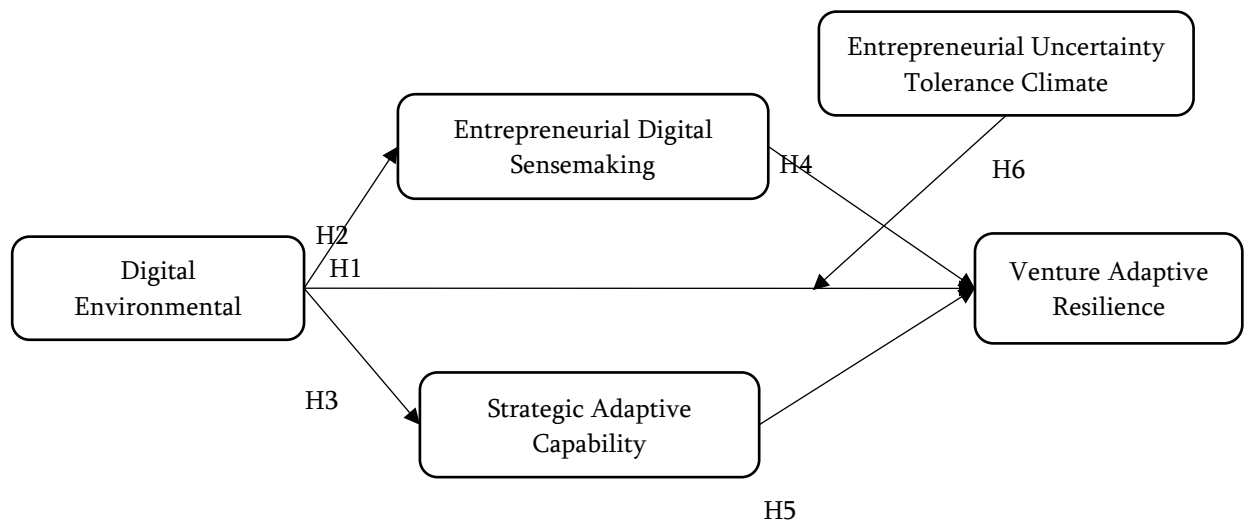 Entrepreneurial Uncertainty
Tolerance Climate
Entrepreneurial Digital
Sensemaking
H4
H6
H2
H1
Digital
Environmental
Venture Adaptive
Resilience
H3
Strategic Adaptive
Capability
H5